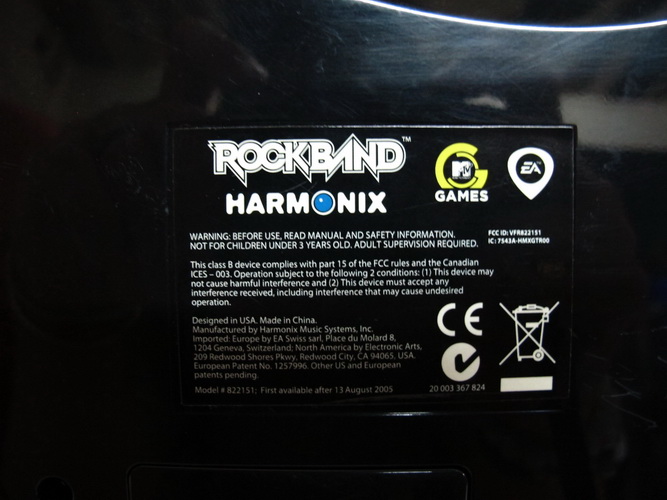 ROCKBAND™
HARMONIX
MTV
G
GAMES
EA™
WARNING: BEFORE USE, READ MANUAL AND SAFETY INFORMATION.
NOT FOR CHILDREN UNDER 3 YEARS OLD. ADULT SUPERVISION REQUIRED.
FCC ID: VFR822151
IC: 7543A-HMXGTR00
This class B device complies with part 15 of the FCC rules and the Canadian
ICES – 003. Operation subject to the following 2 conditions: (1) This device may
not cause harmful interference and (2) This device must accept any
interference received, including interference that may cause undesired
operation.
Designed in USA. Made in China.
Manufactured by Harmonix Music Systems, Inc.
Imported: Europe by EA Swiss sarl, Place du Molard 8,
1204 Geneva, Switzerland; North America by Electronic Arts,
209 Redwood Shores Pkwy, Redwood City, CA 94065, USA.
European Patent No. 1257996. Other US and European
patents pending.
Model # 822151; First available after 13 August 2005
CE
20 003 367 824